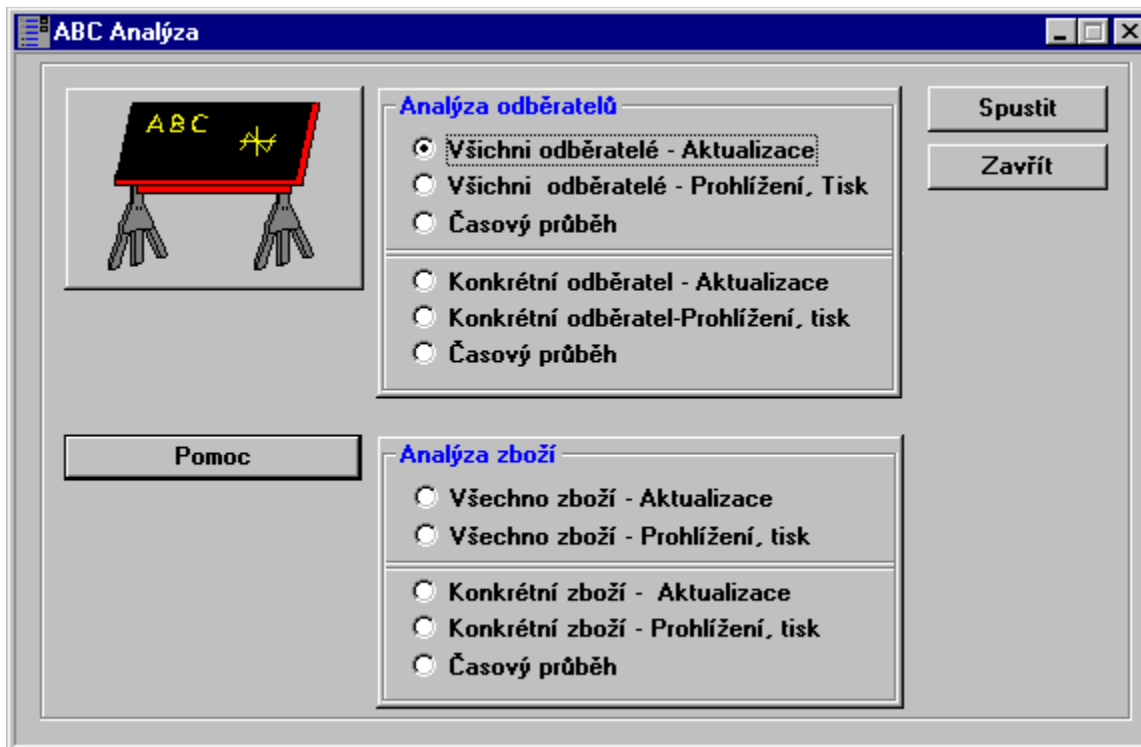 ABC Analýza
ABC
Analýza odběratelů
Všichni odběratelé - Aktualizace
Všichni odběratelé - Prohlížení, Tisk
Časový průběh
Konkrétní odběratel - Aktualizace
Konkrétní odběratel-Prohlížení, tisk
Časový průběh
Spustit
Zavřít
Pomoc
Analýza zboží
Všechno zboží - Aktualizace
Všechno zboží - Prohlížení, tisk
Konkrétní zboží - Aktualizace
Konkrétní zboží - Prohlížení, tisk
Časový průběh